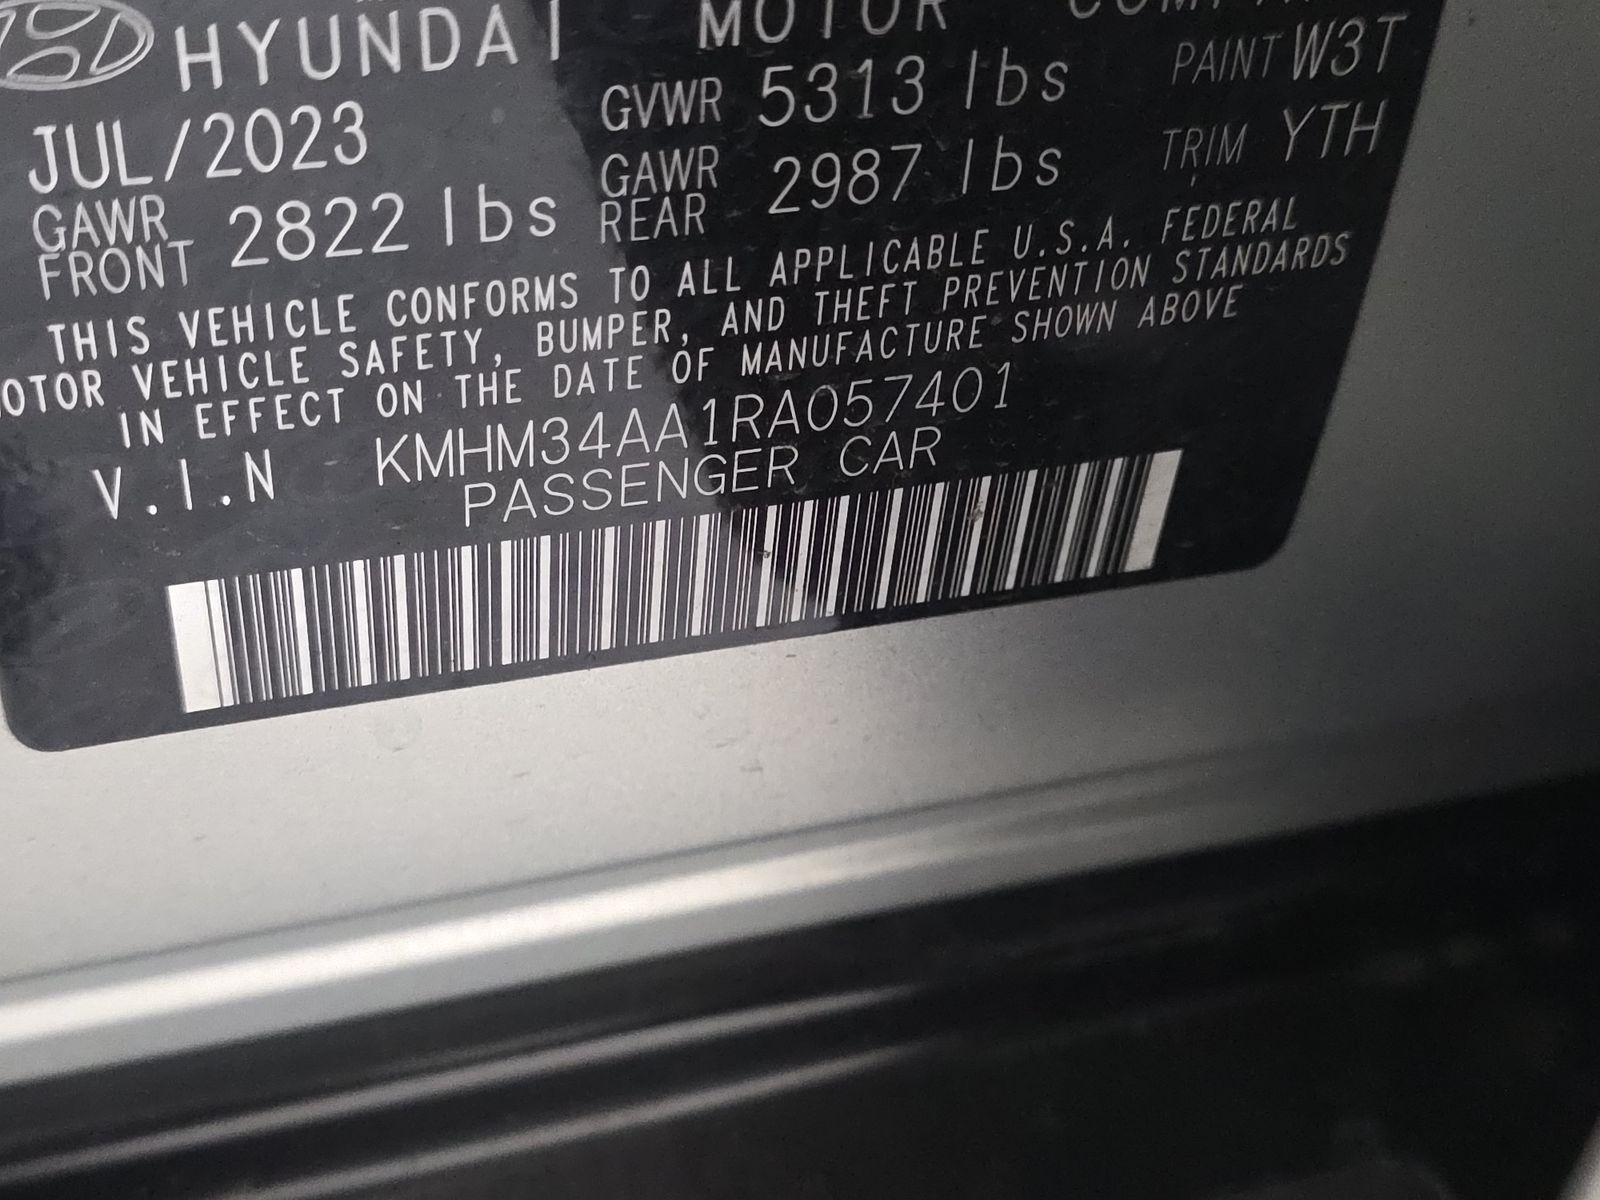 HYUNDAI MOTOR COMPANY
JUL/2023 GVWR 5313 lbs PAINT W3T
GAWR FRONT 2822 lbs GAWR REAR 2987 lbs TRIM YTH
THIS VEHICLE CONFORMS TO ALL APPLICABLE U.S.A. FEDERAL
OTOR VEHICLE SAFETY, BUMPER, AND THEFT PREVENTION STANDARDS
IN EFFECT ON THE DATE OF MANUFACTURE SHOWN ABOVE
V.I.N KMHM34AA1RA057401
PASSENGER CAR